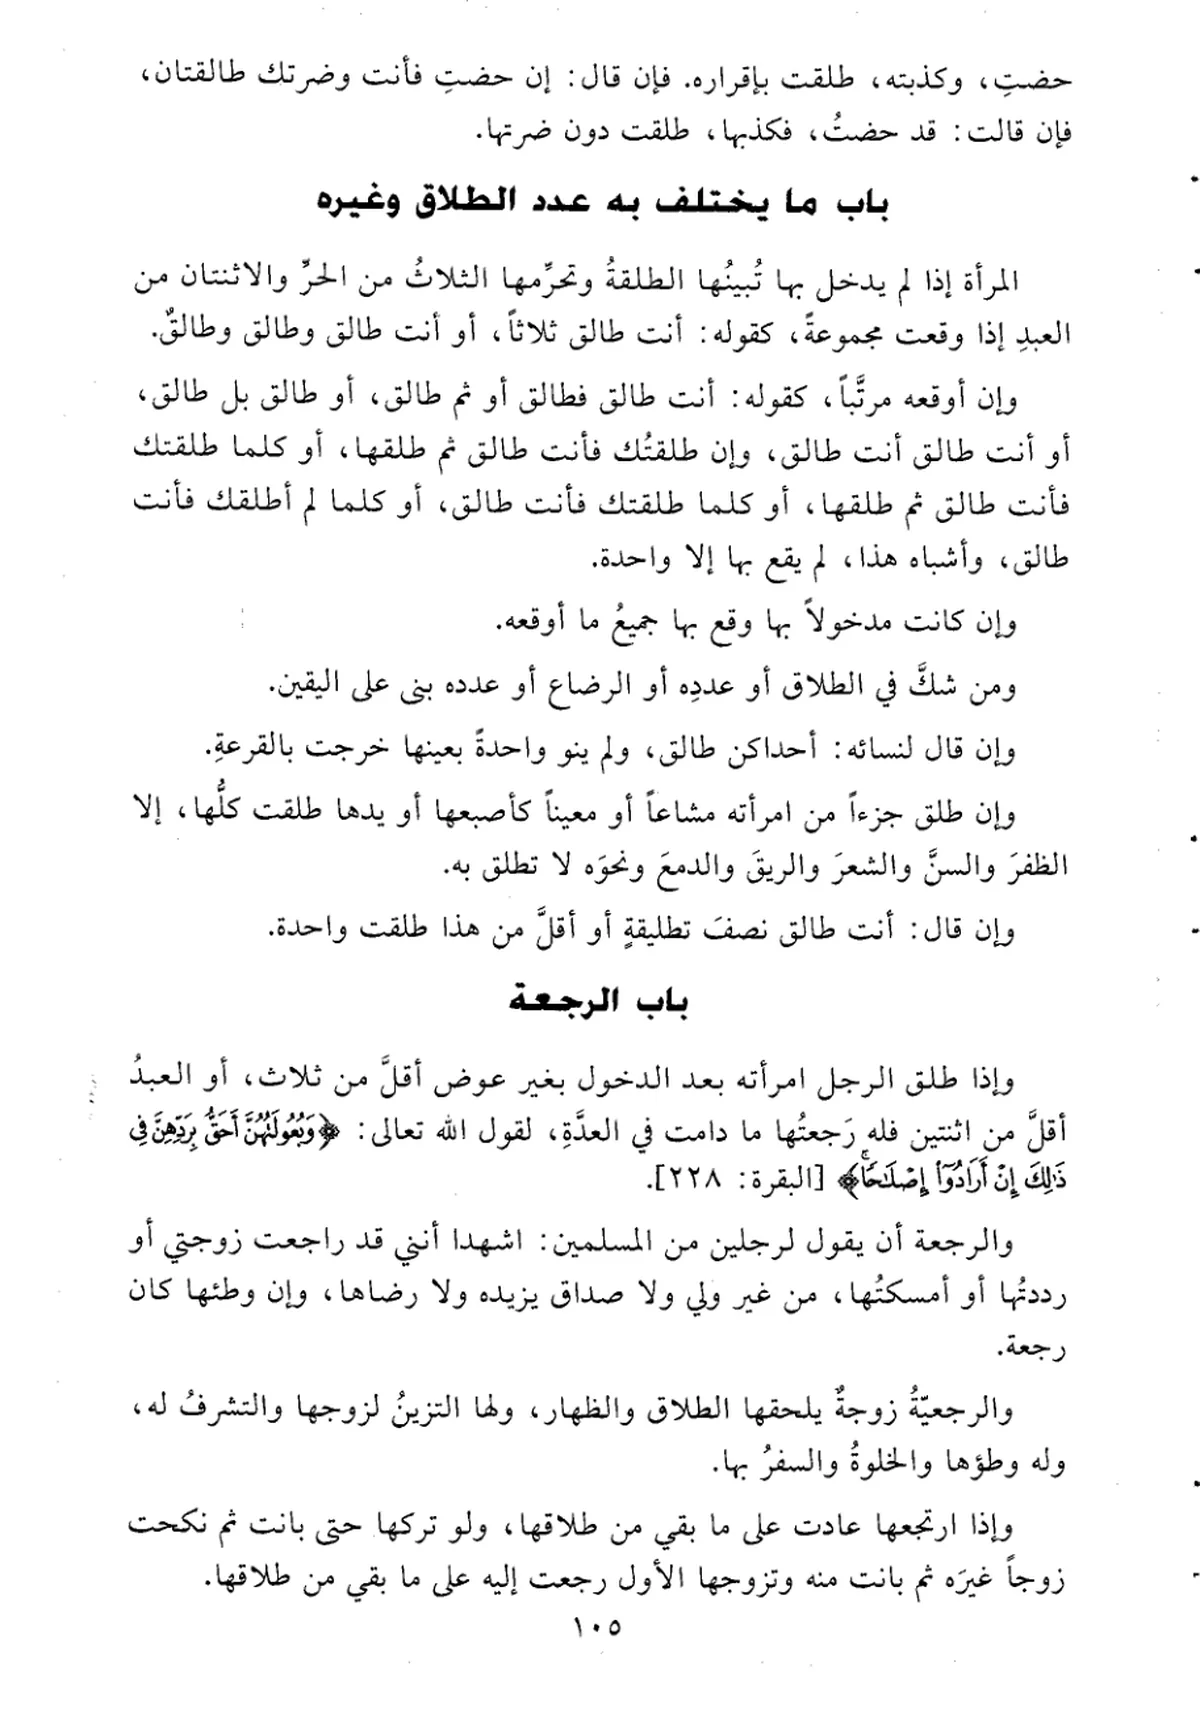 حضتِ، وكذبته، طلقت بإقراره. فإن قال: إن حضتِ فأنت وضرتك طالقتان،
فإن قالت: قد حضتُ، فكذبها، طلقت دون ضرتها.
باب ما يختلف به عدد الطلاق وغيره
المرأة إذا لم يدخل بها تُبينُها الطلقةُ وتحرِّمها الثلاثُ من الحرِّ والاثنتان من
العبدِ إذا وقعت مجموعةً، كقوله: أنت طالق ثلاثاً، أو أنت طالق وطالق وطالقٌ.
وإن أوقعه مرتَّباً، كقوله: أنت طالق فطالق أو ثم طالق، أو طالق بل طالق،
أو أنت طالق أنت طالق، وإن طلقتُك فأنت طالق ثم طلقها، أو كلما طلقتك
فأنت طالق ثم طلقها، أو كلما طلقتك فأنت طالق، أو كلما لم أطلقك فأنت
طالق، وأشباه هذا، لم يقع بها إلا واحدة.
وإن كانت مدخولاً بها وقع بها جميعُ ما أوقعه.
ومن شكَّ في الطلاق أو عددِه أو الرضاع أو عدده بنى على اليقين.
وإن قال لنسائه: أحداكن طالق، ولم ينو واحدةً بعينها خرجت بالقرعةِ.
وإن طلق جزءاً من امرأته مشاعاً أو معيناً كأصبعها أو يدها طلقت كلُّها، إلا
الظفرَ والسنَّ والشعرَ والريقَ والدمعَ ونحوَه لا تطلق به.
وإن قال: أنت طالق نصفَ تطليقةٍ أو أقلَّ من هذا طلقت واحدة.
باب الرجعة
وإذا طلق الرجل امرأته بعد الدخول بغير عوض أقلَّ من ثلاث، أو العبدُ
أقلَّ من اثنتين فله رَجعتُها ما دامت في العدَّةِ، لقول الله تعالى: ﴿وَبُعُولَتُهُنَّ أَحَقُّ بِرَدِّهِنَّ فِي
ذَٰلِكَ إِنْ أَرَادُوٓا۟ إِصْلَـٰحًاۚ﴾ [البقرة: ٢٢٨].
والرجعة أن يقول لرجلين من المسلمين: اشهدا أنني قد راجعت زوجتي أو
رددتُها أو أمسكتُها، من غير ولي ولا صداق يزيده ولا رضاها، وإن وطئها كان
رجعة.
والرجعيّةُ زوجةٌ يلحقها الطلاق والظهار، ولها التزينُ لزوجها والتشرفُ له،
وله وطؤها والخلوةُ والسفرُ بها.
وإذا ارتجعها عادت على ما بقي من طلاقها، ولو تركها حتى بانت ثم نكحت
زوجاً غيرَه ثم بانت منه وتزوجها الأول رجعت إليه على ما بقي من طلاقها.
١٠٥